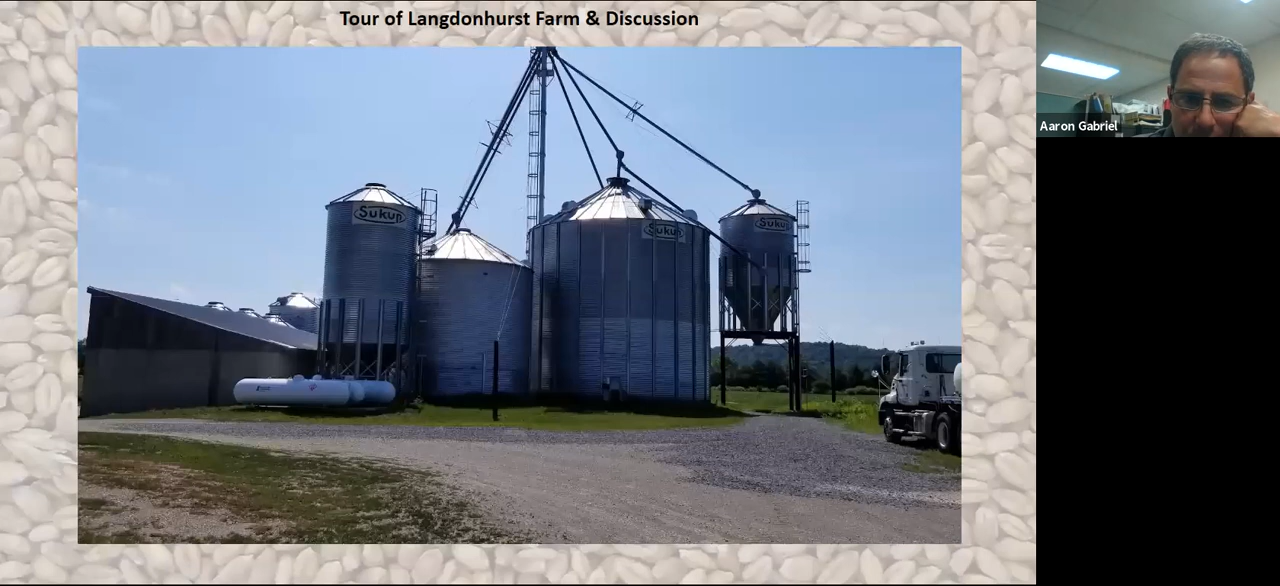 Tour of Langdonhurst Farm & Discussion
Aaron Gabriel
Sukup
Sukup
Sukup